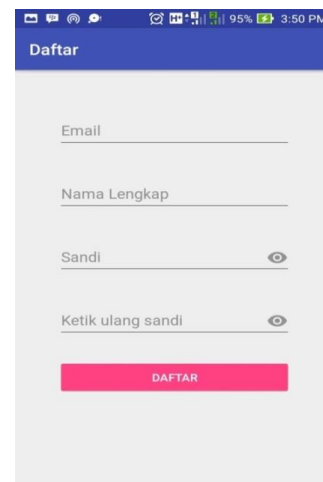 95% 3:50 PM
Daftar
Email
Nama Lengkap
Sandi
Ketik ulang sandi
DAFTAR